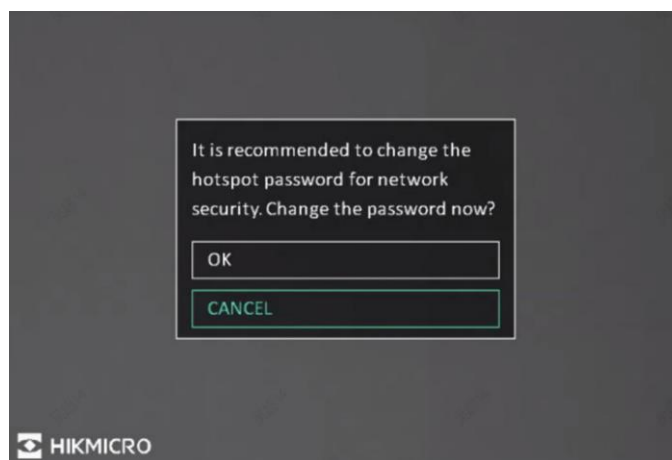 It is recommended to change the
hotspot password for network
security. Change the password now?
OK
CANCEL
HIKMICRO